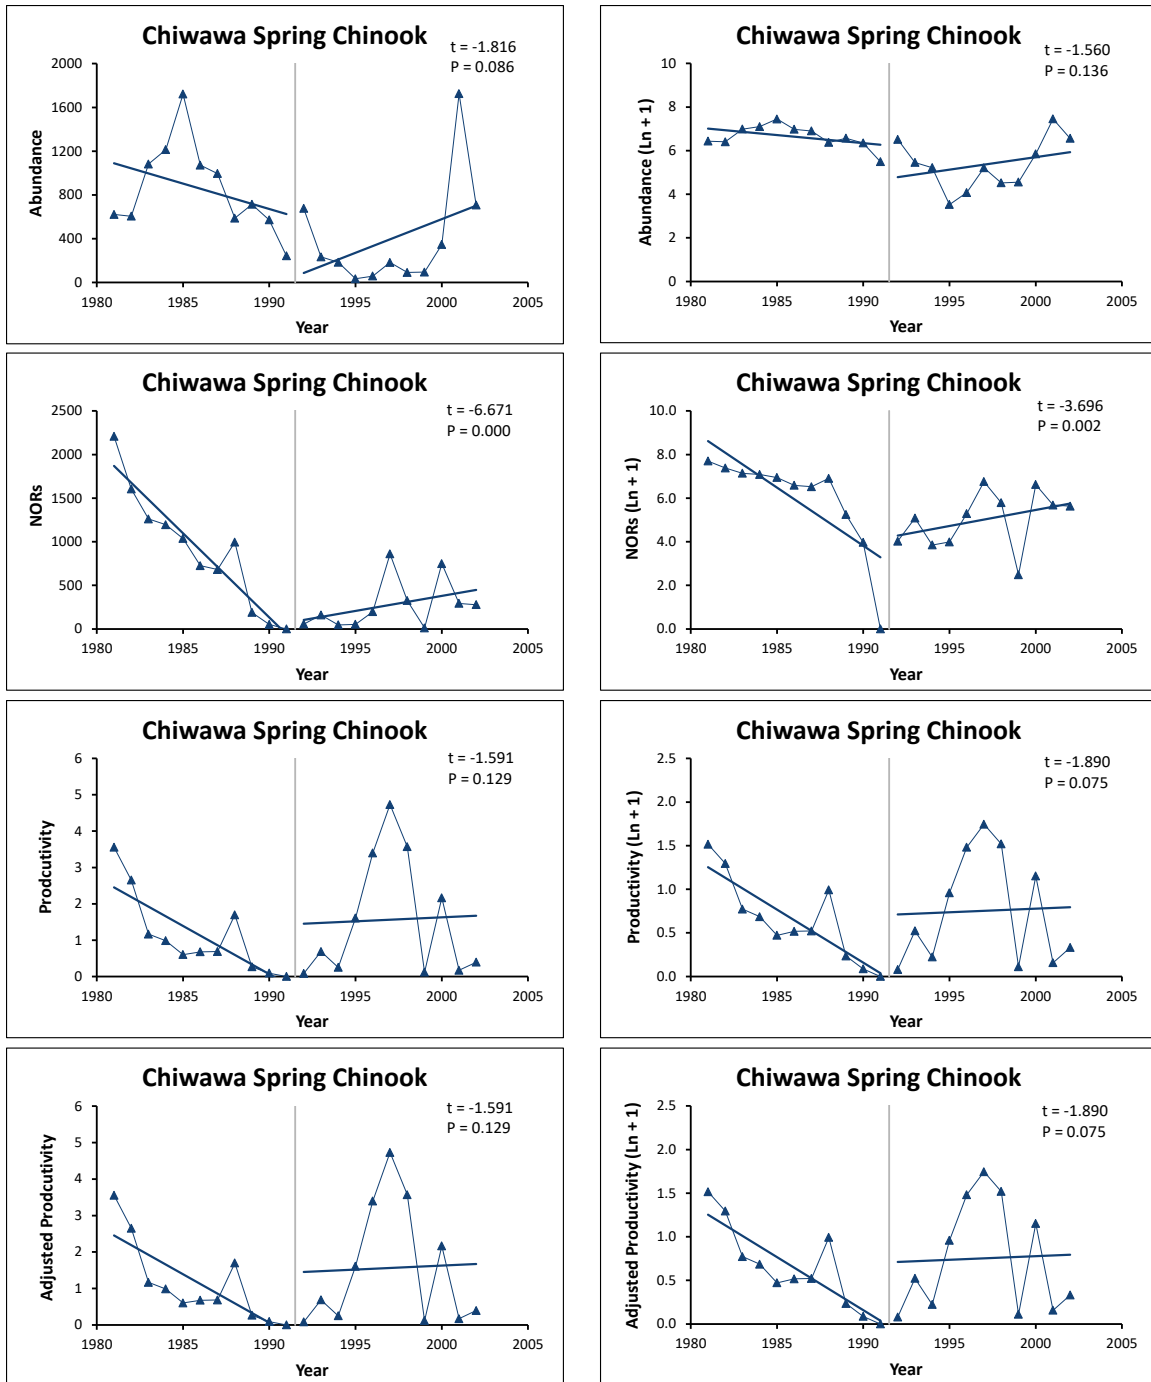 Chiwawa Spring Chinook
t = -1.816
P = 0.086
2000
1600
1200
800
400
0
Abundance
1980 1985 1990 1995 2000 2005
Year
Chiwawa Spring Chinook
t = -1.560
P = 0.136
10
8
6
4
2
0
Abundance (Ln + 1)
1980 1985 1990 1995 2000 2005
Year
Chiwawa Spring Chinook
t = -6.671
P = 0.000
2500
2000
1500
1000
500
0
NORs
1980 1985 1990 1995 2000 2005
Year
Chiwawa Spring Chinook
t = -3.696
P = 0.002
10.0
8.0
6.0
4.0
2.0
0.0
NORs (Ln + 1)
1980 1985 1990 1995 2000 2005
Year
Chiwawa Spring Chinook
t = -1.591
P = 0.129
6
5
4
3
2
1
0
Prodcutivity
1980 1985 1990 1995 2000 2005
Year
Chiwawa Spring Chinook
t = -1.890
P = 0.075
2.5
2.0
1.5
1.0
0.5
0.0
Productivity (Ln + 1)
1980 1985 1990 1995 2000 2005
Year
Chiwawa Spring Chinook
t = -1.591
P = 0.129
6
5
4
3
2
1
0
Adjusted Prodcutivity
1980 1985 1990 1995 2000 2005
Year
Chiwawa Spring Chinook
t = -1.890
P = 0.075
2.5
2.0
1.5
1.0
0.5
0.0
Adjusted Productivity (Ln + 1)
1980 1985 1990 1995 2000 2005
Year